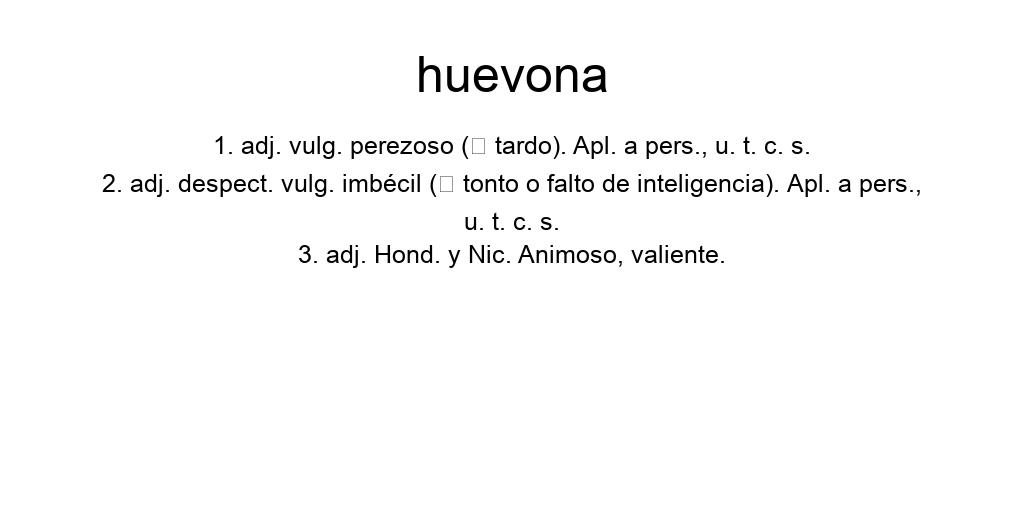 huevona
1. adj. vulg. perezoso (□ tardo). Apl. a pers., u. t. c. s.
2. adj. despect. vulg. imbécil (□ tonto o falto de inteligencia). Apl. a pers.,
u. t. c. s.
3. adj. Hond. y Nic. Animoso, valiente.